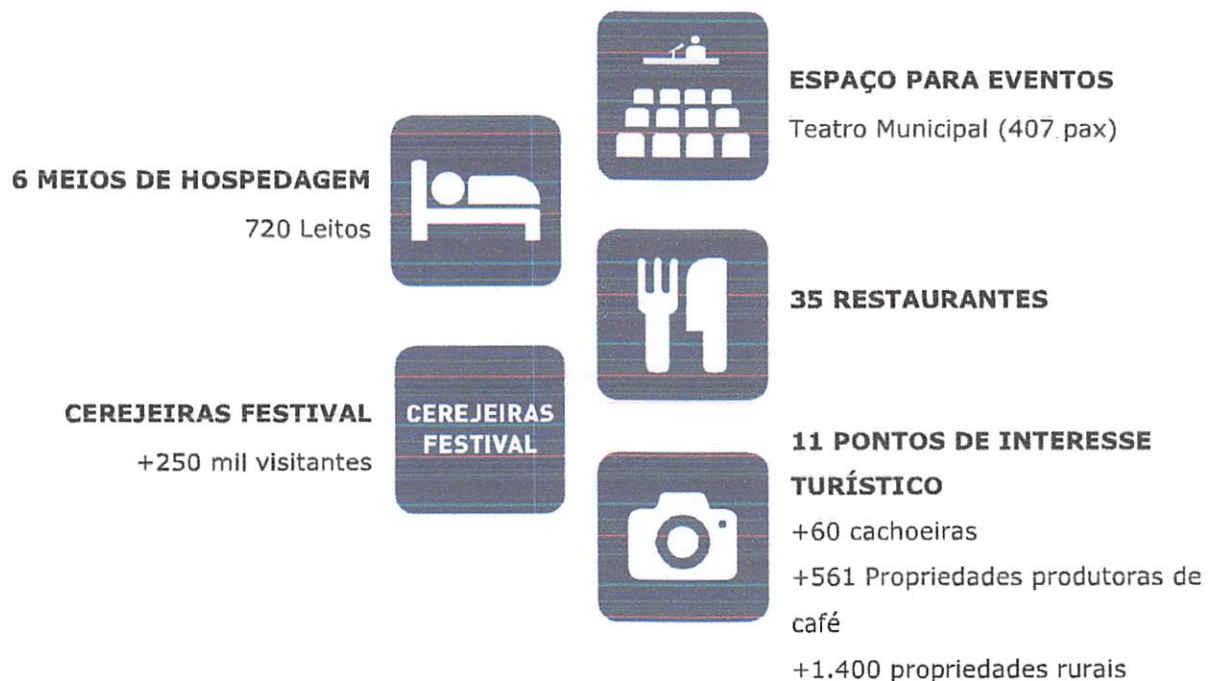 ESPAÇO PARA EVENTOS
Teatro Municipal (407 pax)
6 MEIOS DE HOSPEDAGEM
720 Leitos
35 RESTAURANTES
CEREJEIRAS FESTIVAL
+250 mil visitantes
CEREJEIRAS
FESTIVAL
11 PONTOS DE INTERESSE
TURÍSTICO
+60 cachoeiras
+561 Propriedades produtoras de
café
+1.400 propriedades rurais